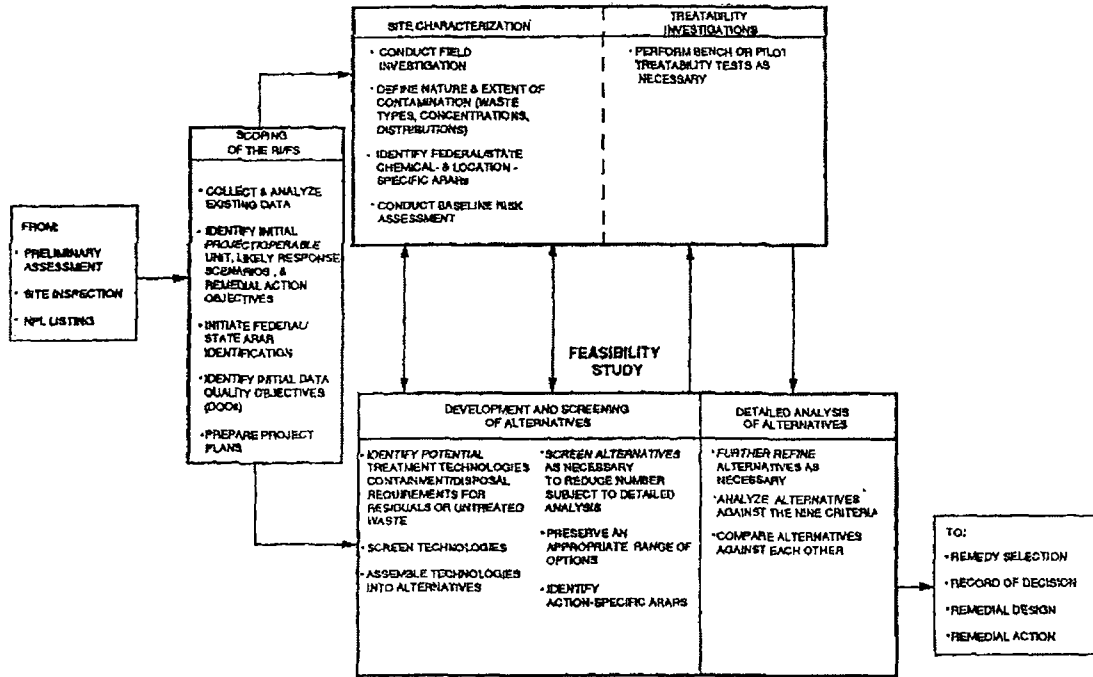 FROM:
• PRELIMINARY
ASSESSMENT
• SITE INSPECTION
• NPL LISTING
SCOPING
OF THE RI/FS
• COLLECT & ANALYZE
EXISTING DATA
• IDENTIFY INITIAL
PROJECT/OPERABLE
UNIT, LIKELY RESPONSE
SCENARIOS, &
REMEDIAL ACTION
OBJECTIVES
• INITIATE FEDERAL/
STATE ARAR
IDENTIFICATION
• IDENTIFY INITIAL DATA
QUALITY OBJECTIVES
(DQOs)
• PREPARE PROJECT
PLANS
SITE CHARACTERIZATION
• CONDUCT FIELD
INVESTIGATION
• DEFINE NATURE & EXTENT OF
CONTAMINATION (WASTE
TYPES, CONCENTRATIONS,
DISTRIBUTIONS)
• IDENTIFY FEDERAL/STATE
CHEMICAL- & LOCATION -
SPECIFIC ARARs
• CONDUCT BASELINE RISK
ASSESSMENT
TREATABILITY
INVESTIGATIONS
• PERFORM BENCH OR PILOT
TREATABILITY TESTS AS
NECESSARY
FEASIBILITY
STUDY
DEVELOPMENT AND SCREENING
OF ALTERNATIVES
• IDENTIFY POTENTIAL
TREATMENT TECHNOLOGIES
CONTAINMENT/DISPOSAL
REQUIREMENTS FOR
RESIDUALS OR UNTREATED
WASTE
• SCREEN TECHNOLOGIES
• ASSEMBLE TECHNOLOGIES
INTO ALTERNATIVES
• SCREEN ALTERNATIVES
AS NECESSARY
TO REDUCE NUMBER
SUBJECT TO DETAILED
ANALYSIS
• PRESERVE AN
APPROPRIATE RANGE OF
OPTIONS
• IDENTIFY
ACTION-SPECIFIC ARARS
DETAILED ANALYSIS
OF ALTERNATIVES
• FURTHER REFINE
ALTERNATIVES AS
NECESSARY
• ANALYZE ALTERNATIVES
AGAINST THE NINE CRITERIA
• COMPARE ALTERNATIVES
AGAINST EACH OTHER
TO:
• REMEDY SELECTION
• RECORD OF DECISION
• REMEDIAL DESIGN
• REMEDIAL ACTION